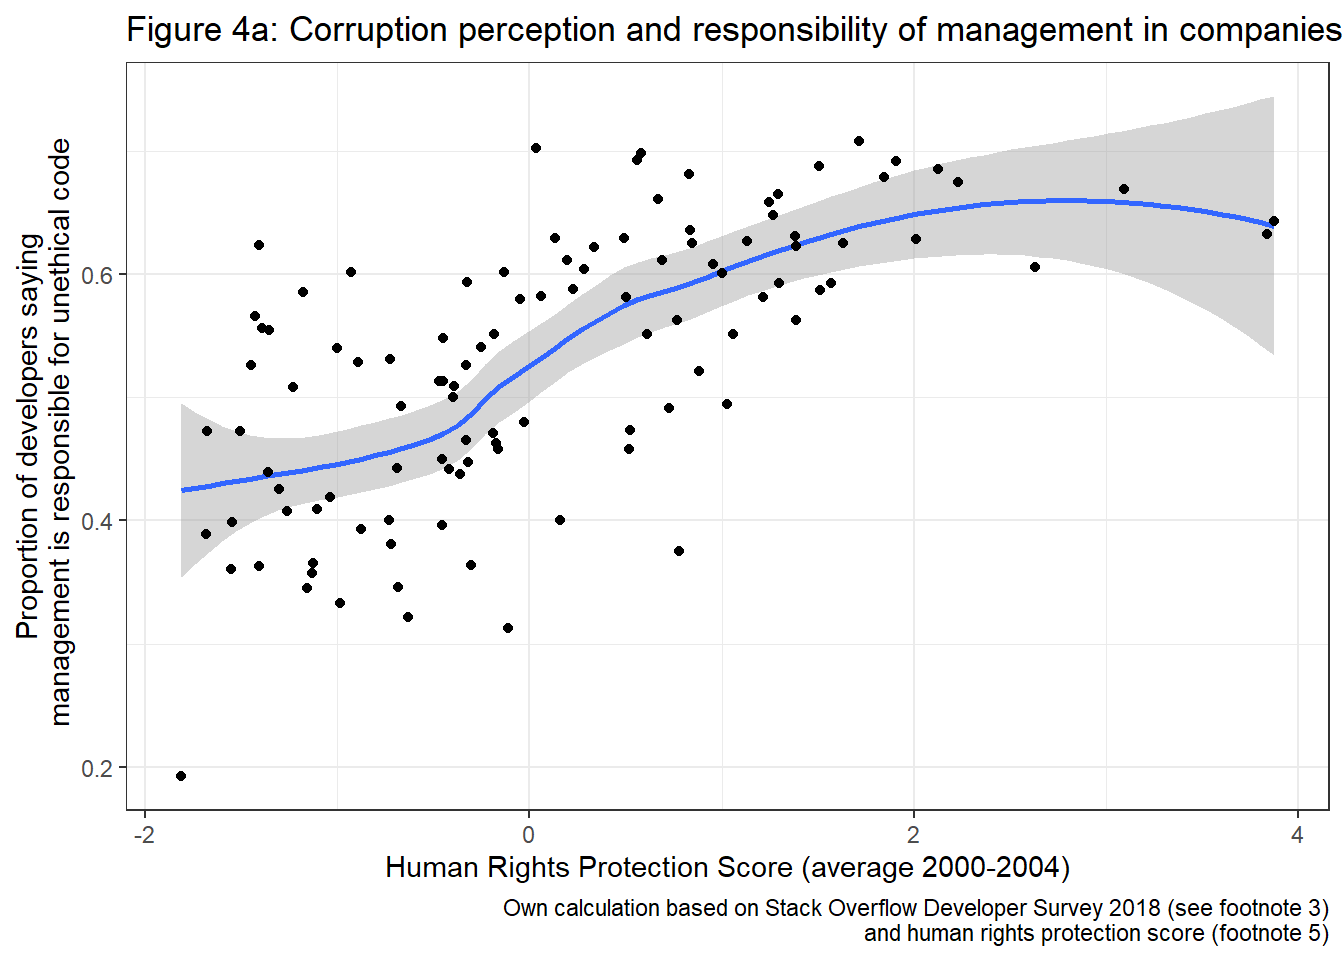 Figure 4a: Corruption perception and responsibility of management in companies
Proportion of developers saying
management is responsible for unethical code
0.6
0.4
0.2
-2
0
2
4
Human Rights Protection Score (average 2000-2004)
Own calculation based on Stack Overflow Developer Survey 2018 (see footnote 3)
and human rights protection score (footnote 5)